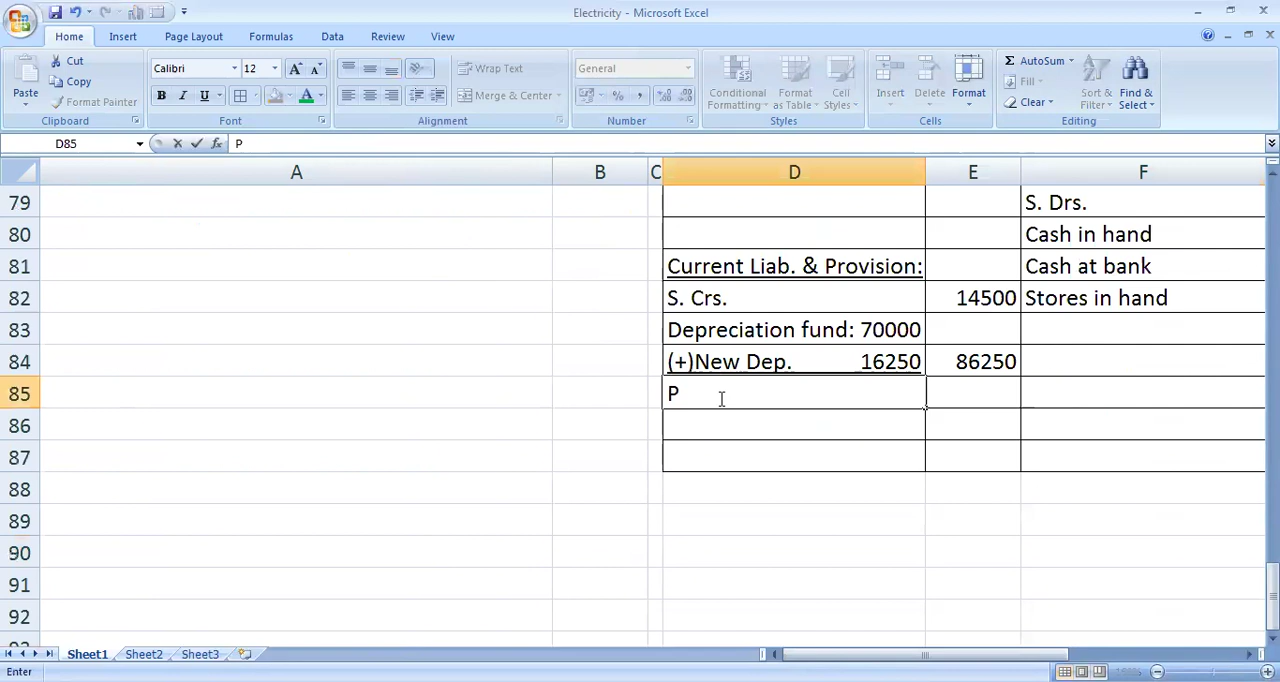 Electricity - Microsoft Excel
Home Insert Page Layout Formulas Data Review View
Paste Cut Copy Format Painter
Calibri 12 A A
B I U A
Wrap Text Merge & Center
General
% ,
Conditional Formatting Format as Table Cell Styles
Insert Delete Format
Σ AutoSum Fill Clear
Sort & Filter Find & Select
Clipboard Font Alignment Number Styles Cells Editing
D85 fx P
A B C D E F
79 S. Drs.
80 Cash in hand
81 Current Liab. & Provision: Cash at bank
82 S. Crs. 14500 Stores in hand
83 Depreciation fund: 70000
84 (+)New Dep. 16250 86250
85 P
86
87
88
89
90
91
92
Sheet1 Sheet2 Sheet3
Enter